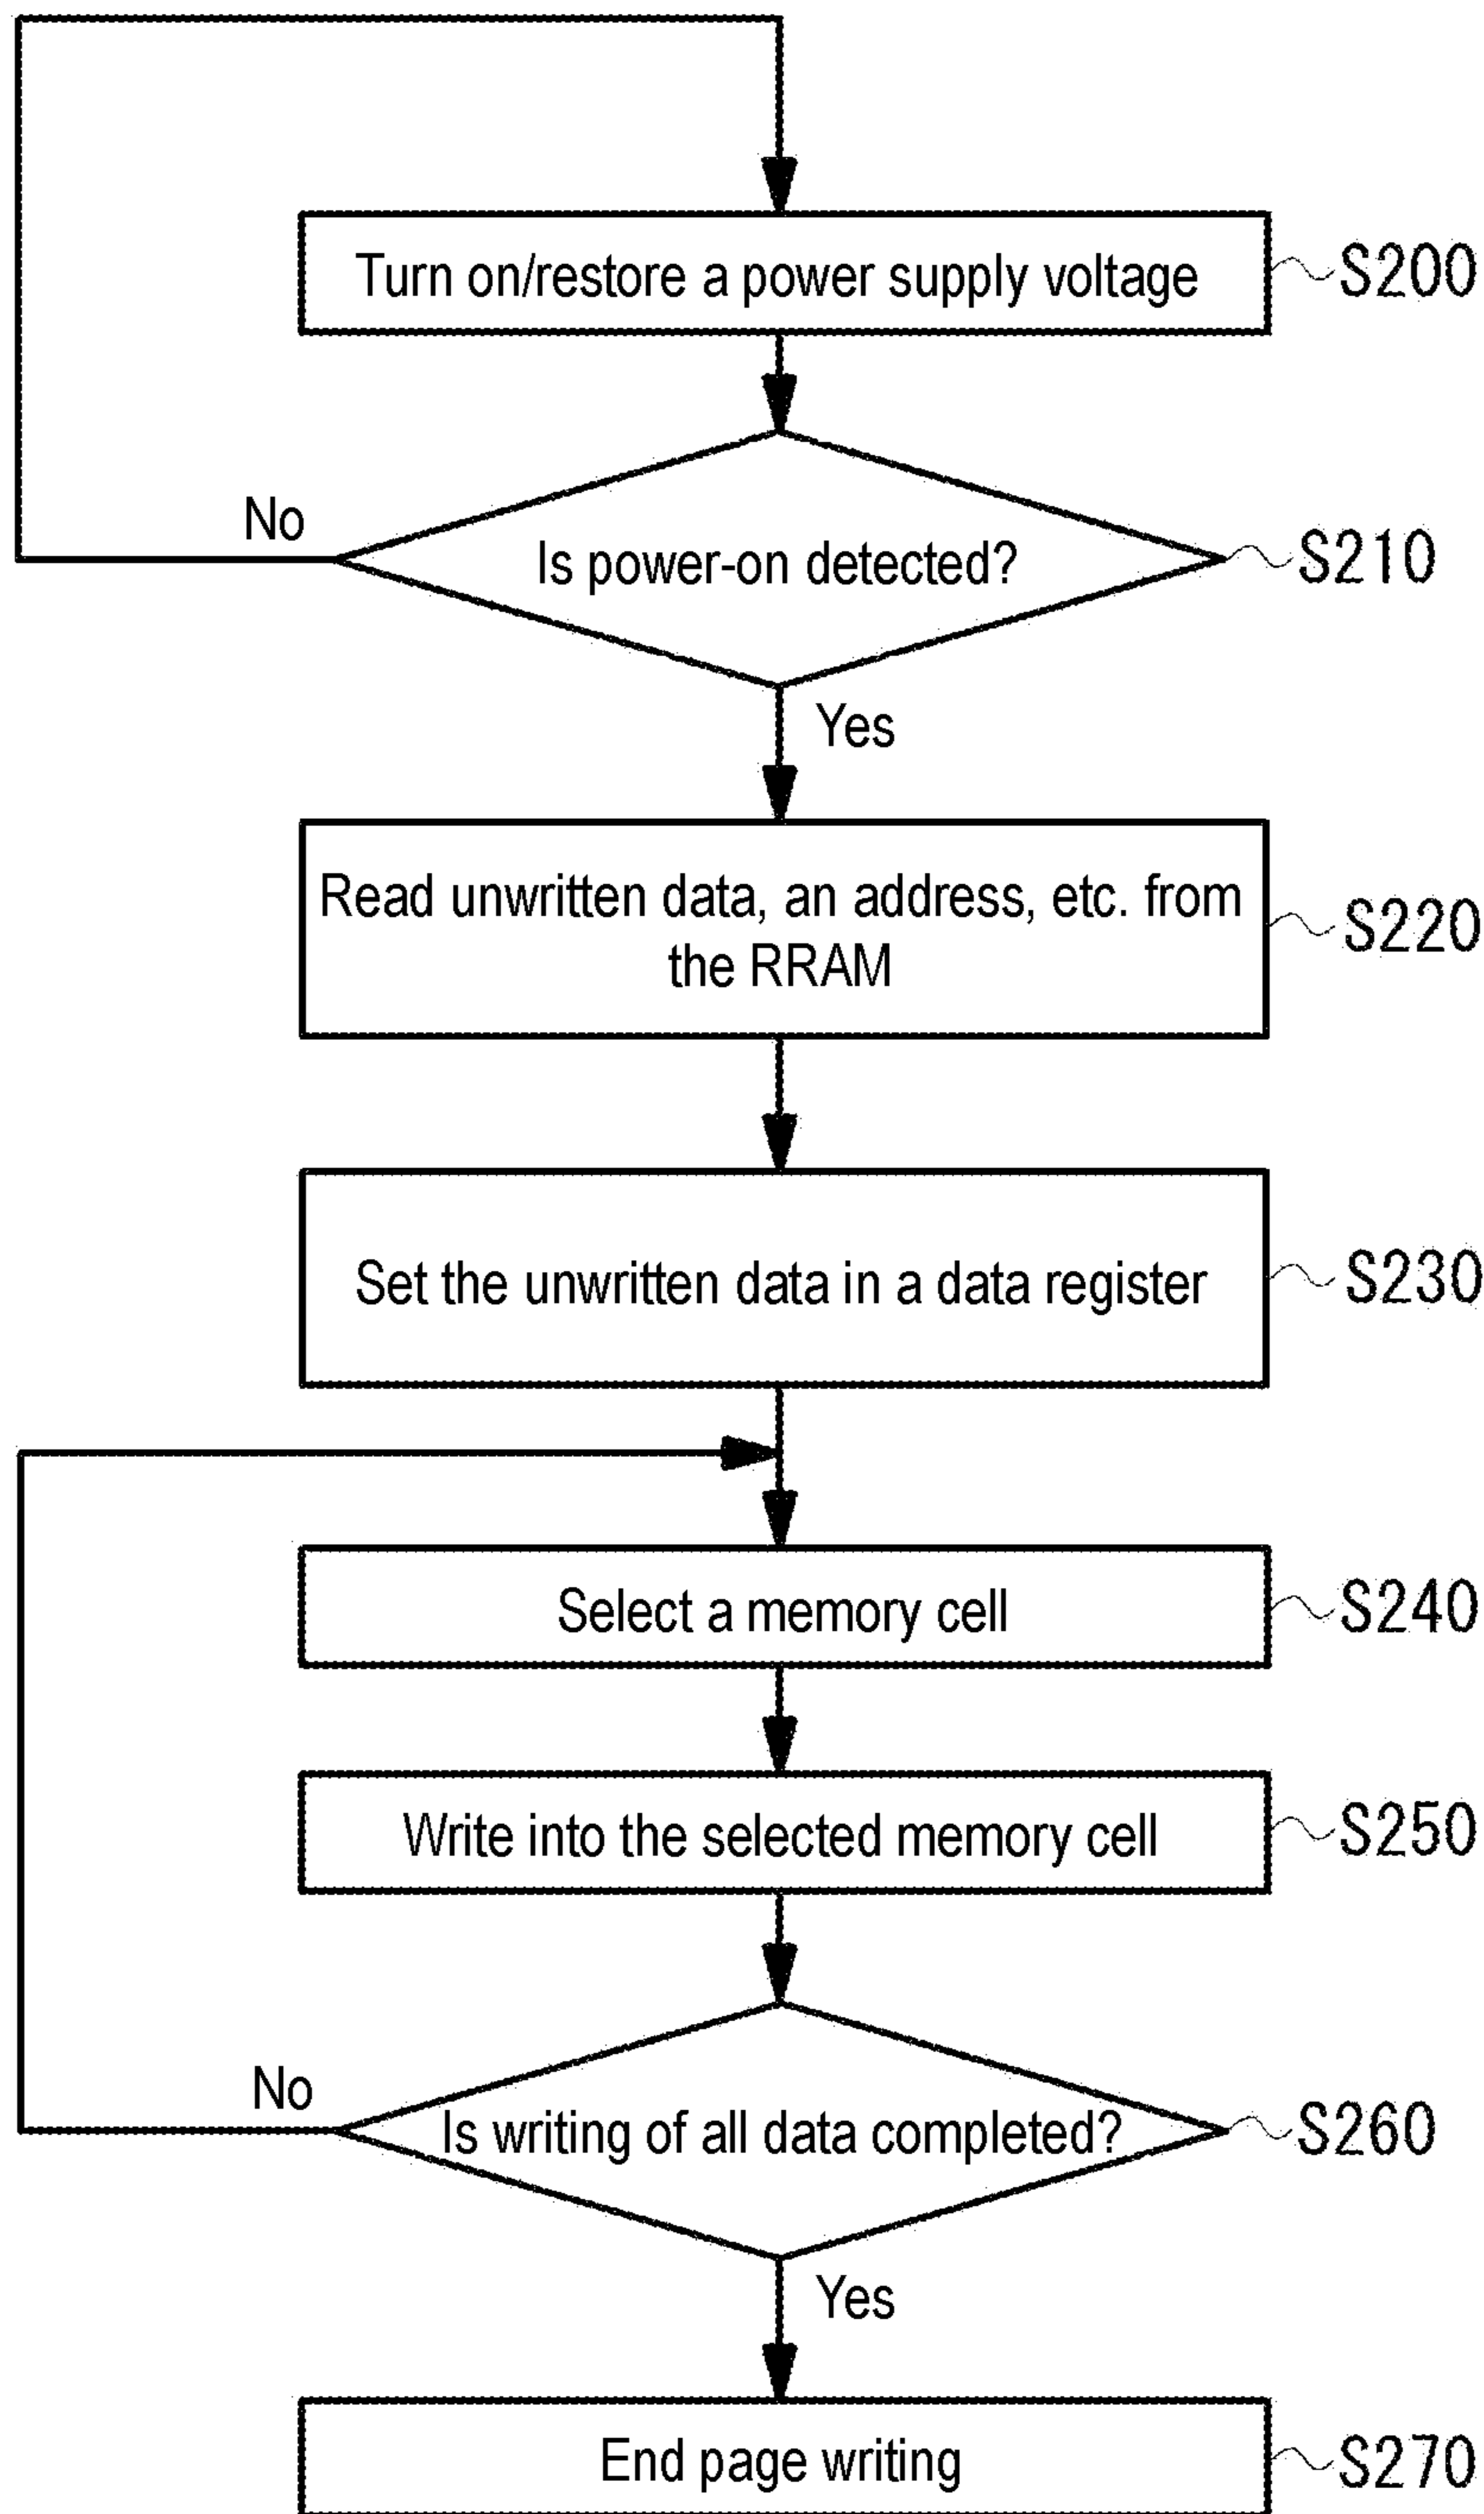 Turn on/restore a power supply voltage
S200
No
Is power-on detected?
S210
Yes
Read unwritten data, an address, etc. from
the RRAM
S220
Set the unwritten data in a data register
S230
Select a memory cell
S240
Write into the selected memory cell
S250
No
Is writing of all data completed?
S260
Yes
End page writing
S270